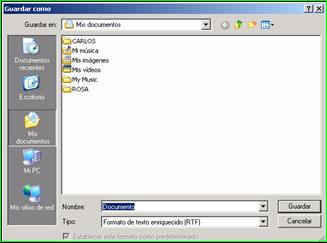 Guardar como
Guardar en: Mis documentos
CARLOS
Mi música
Mis imágenes
Mis vídeos
My Music
ROSA
Documentos recientes
Escritorio
Mis documentos
Mi PC
Mis sitios de red
Nombre: Documento
Guardar
Tipo: Formato de texto enriquecido (RTF)
Cancelar
Establecer este formato como predeterminado